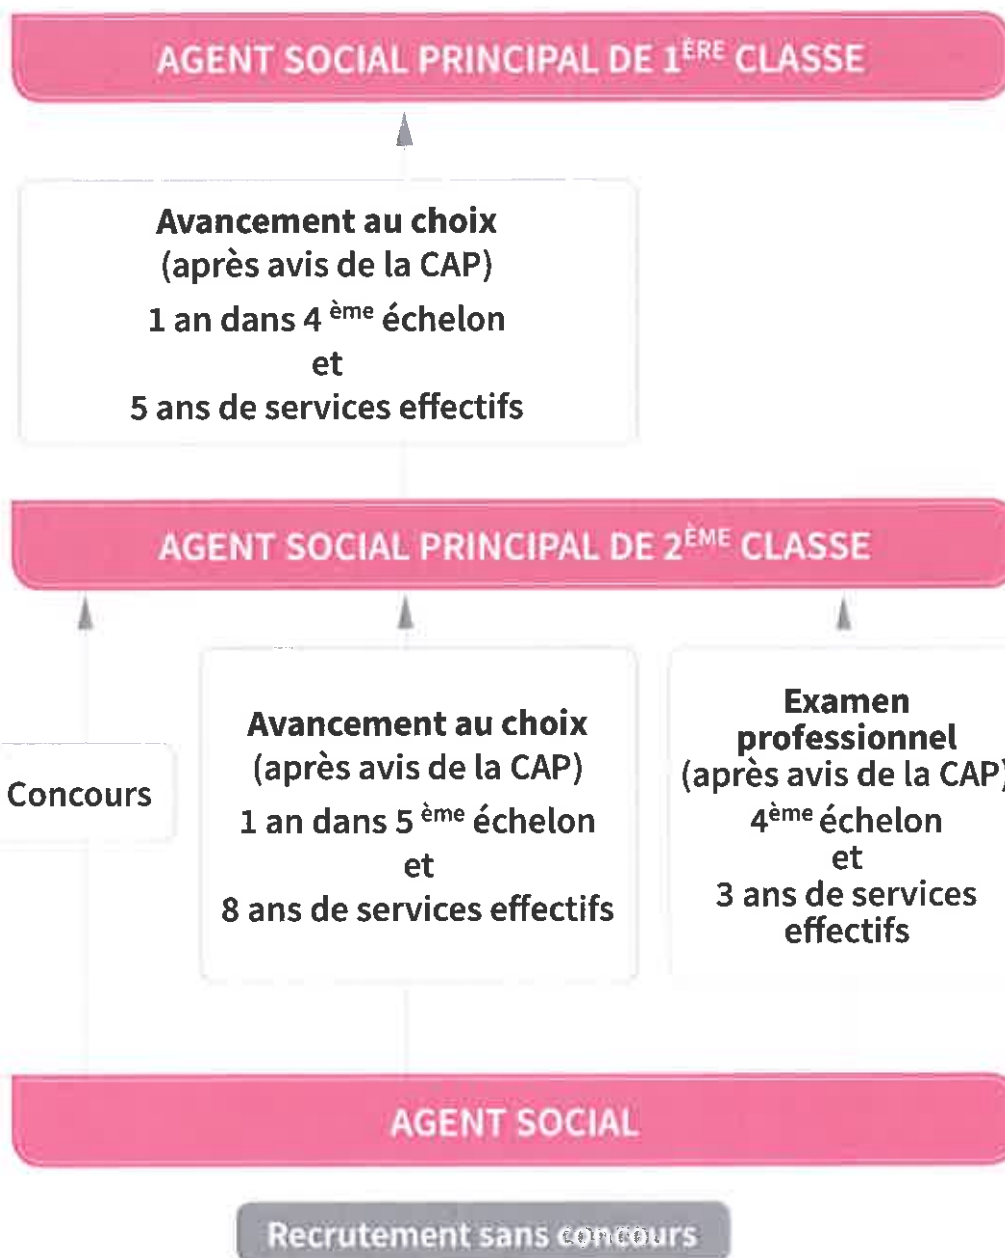 AGENT SOCIAL PRINCIPAL DE 1ÈRE CLASSE
Avancement au choix
(après avis de la CAP)
1 an dans 4 ème échelon
et
5 ans de services effectifs
AGENT SOCIAL PRINCIPAL DE 2ÈME CLASSE
Concours
Avancement au choix
(après avis de la CAP)
1 an dans 5 ème échelon
et
8 ans de services effectifs
Examen
professionnel
(après avis de la CAP)
4ème échelon
et
3 ans de services
effectifs
AGENT SOCIAL
Recrutement sans concours